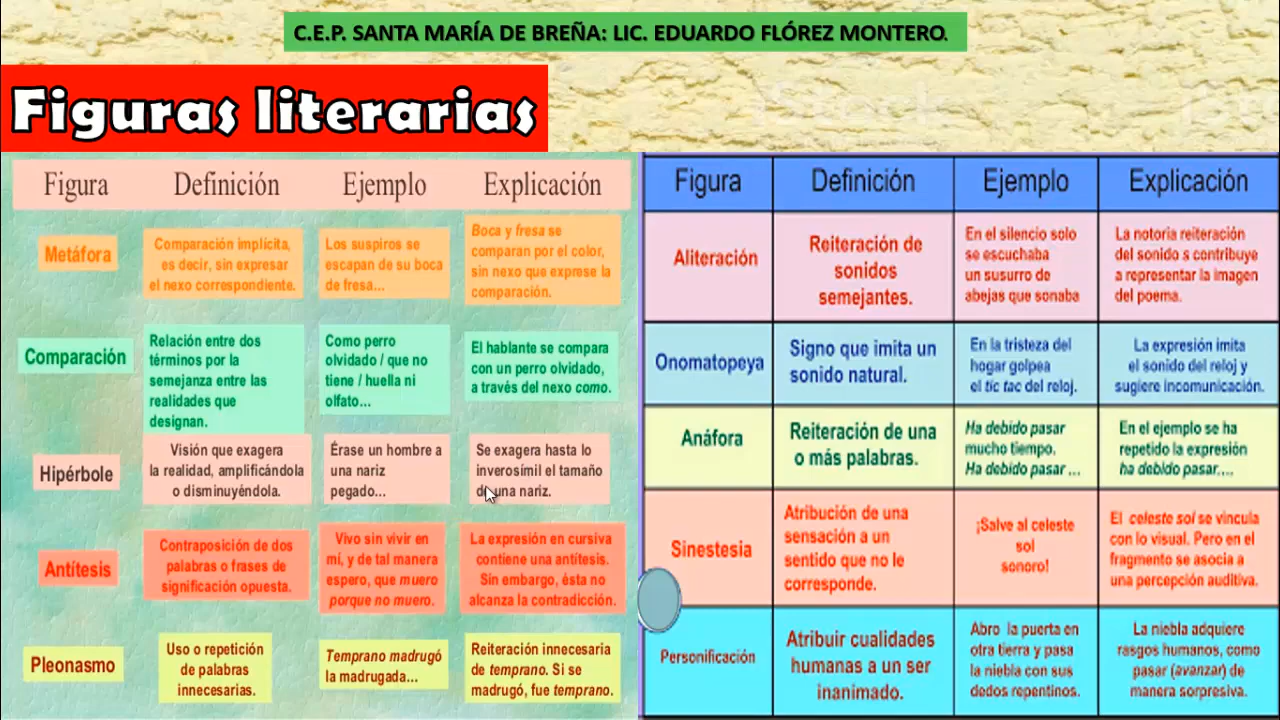 C.E.P. SANTA MARÍA DE BREÑA: LIC. EDUARDO FLÓREZ MONTERO.
Figuras literarias
Figura Definición Ejemplo Explicación
Metáfora
Comparación implícita,
es decir, sin expresar
el nexo correspondiente.
Los suspiros se
escapan de su boca
de fresa...
Boca y fresa se
comparan por el color,
sin nexo que exprese la
comparación.
Comparación
Relación entre dos
términos por la
semejanza entre las
realidades que
designan.
Como perro
olvidado / que no
tiene / huella ni
olfato...
El hablante se compara
con un perro olvidado,
a través del nexo como.
Hipérbole
Visión que exagera
la realidad, amplificándola
o disminuyéndola.
Érase un hombre a
una nariz
pegado...
Se exagera hasta lo
inverosímil el tamaño
de una nariz.
Antítesis
Contraposición de dos
palabras o frases de
significación opuesta.
Vivo sin vivir en
mí, y de tal manera
espero, que muero
porque no muero.
La expresión en cursiva
contiene una antítesis.
Sin embargo, ésta no
alcanza la contradicción.
Pleonasmo
Uso o repetición
de palabras
innecesarias.
Temprano madrugó
la madrugada...
Reiteración innecesaria
de temprano. Si se
madrugó, fue temprano.
Figura Definición Ejemplo Explicación
Aliteración
Reiteración de
sonidos
semejantes.
En el silencio solo
se escuchaba
un susurro de
abejas que sonaba
La notoria reiteración
del sonido s contribuye
a representar la imagen
del poema.
Onomatopeya
Signo que imita un
sonido natural.
En la tristeza del
hogar golpea
el tic tac del reloj.
La expresión imita
el sonido del reloj y
sugiere incomunicación.
Anáfora
Reiteración de una
o más palabras.
Ha debido pasar
mucho tiempo.
Ha debido pasar ...
En el ejemplo se ha
repetido la expresión
ha debido pasar....
Sinestesia
Atribución de una
sensación a un
sentido que no le
corresponde.
¡Salve al celeste
sol
sonoro!
El celeste sol se vincula
con lo visual. Pero en el
fragmento se asocia a
una percepción auditiva.
Personificación
Atribuir cualidades
humanas a un ser
inanimado.
Abro la puerta en
otra tierra y pasa
la niebla con sus
dedos repentinos.
La niebla adquiere
rasgos humanos, como
pasar (avanzar) de
manera sorpresiva.